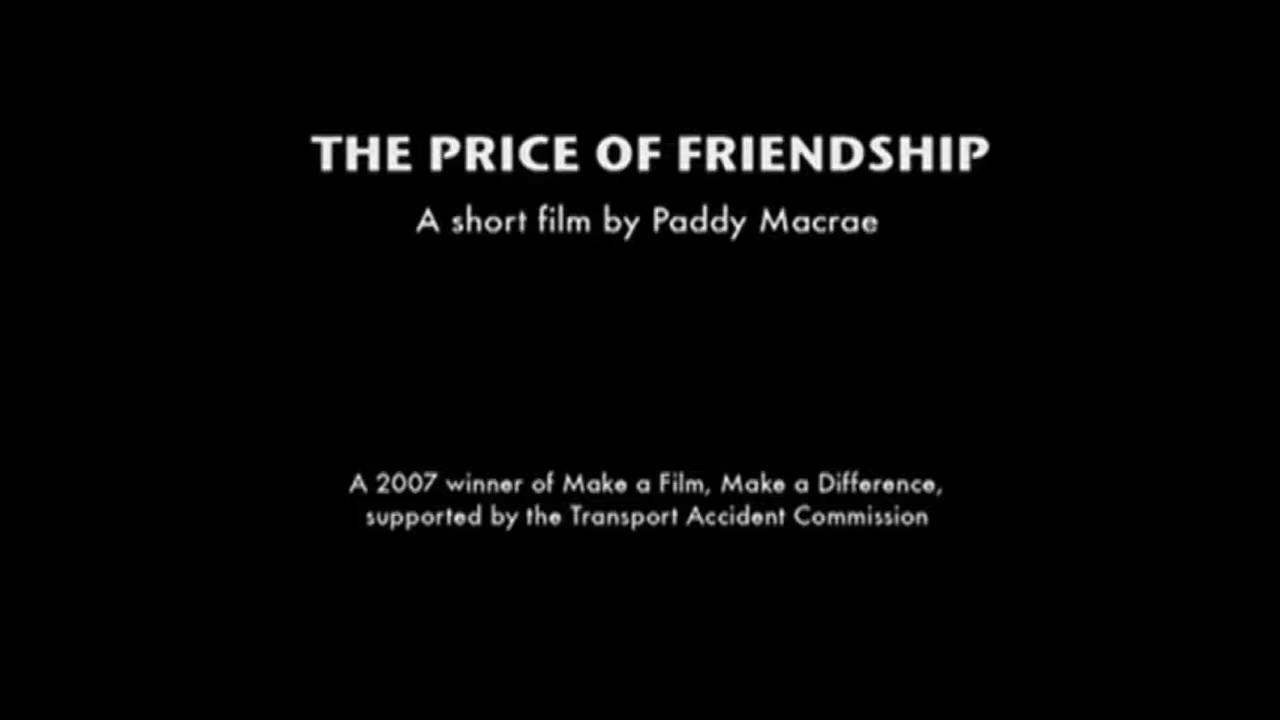 THE PRICE OF FRIENDSHIP
A short film by Paddy Macrae
A 2007 winner of Make a Film, Make a Difference,
supported by the Transport Accident Commission